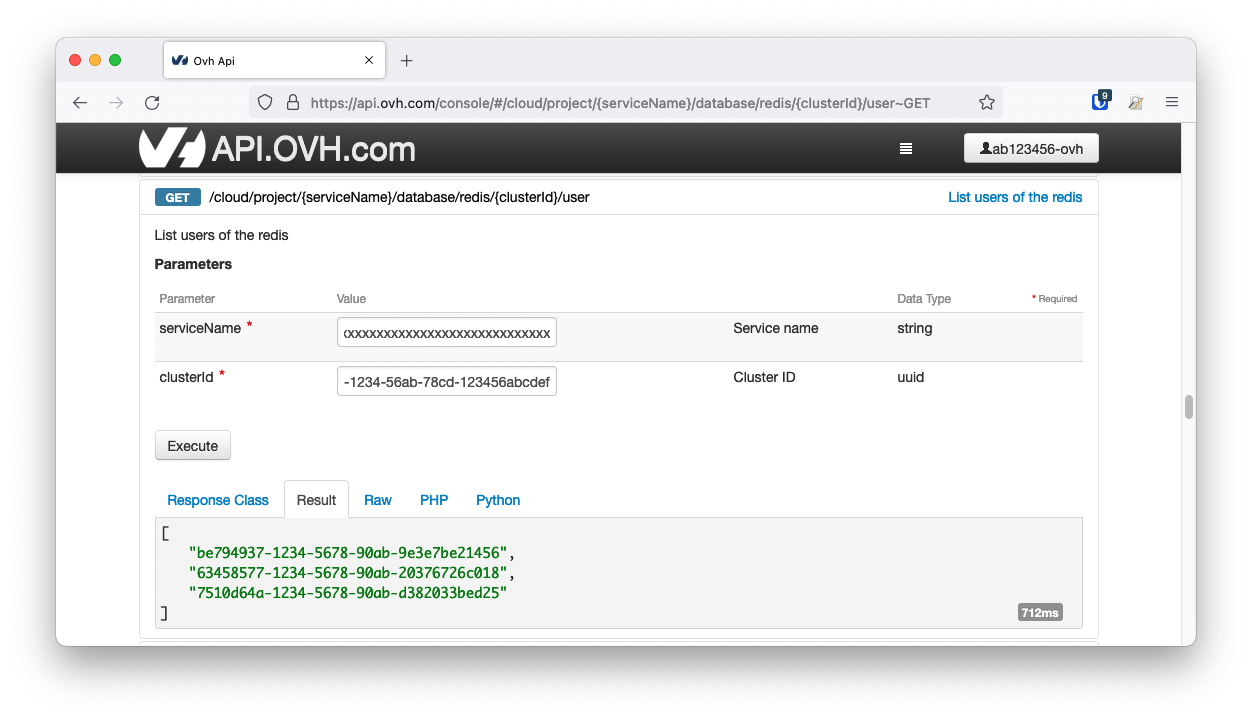 Ovh Api
https://api.ovh.com/console/#/cloud/project/{serviceName}/database/redis/{clusterId}/user~GET
9
API.OVH.com
ab123456-ovh
GET /cloud/project/{serviceName}/database/redis/{clusterId}/user List users of the redis
List users of the redis
Parameters
Parameter Value Data Type * Required
serviceName * xxxxxxxxxxxxxxxxxxxxxxxxxxxxx Service name string
clusterId * -1234-56ab-78cd-123456abcdef Cluster ID uuid
Execute
Response Class Result Raw PHP Python
[
"be794937-1234-5678-90ab-9e3e7be21456",
"63458577-1234-5678-90ab-20376726c018",
"7510d64a-1234-5678-90ab-d382033bed25"
]
712ms